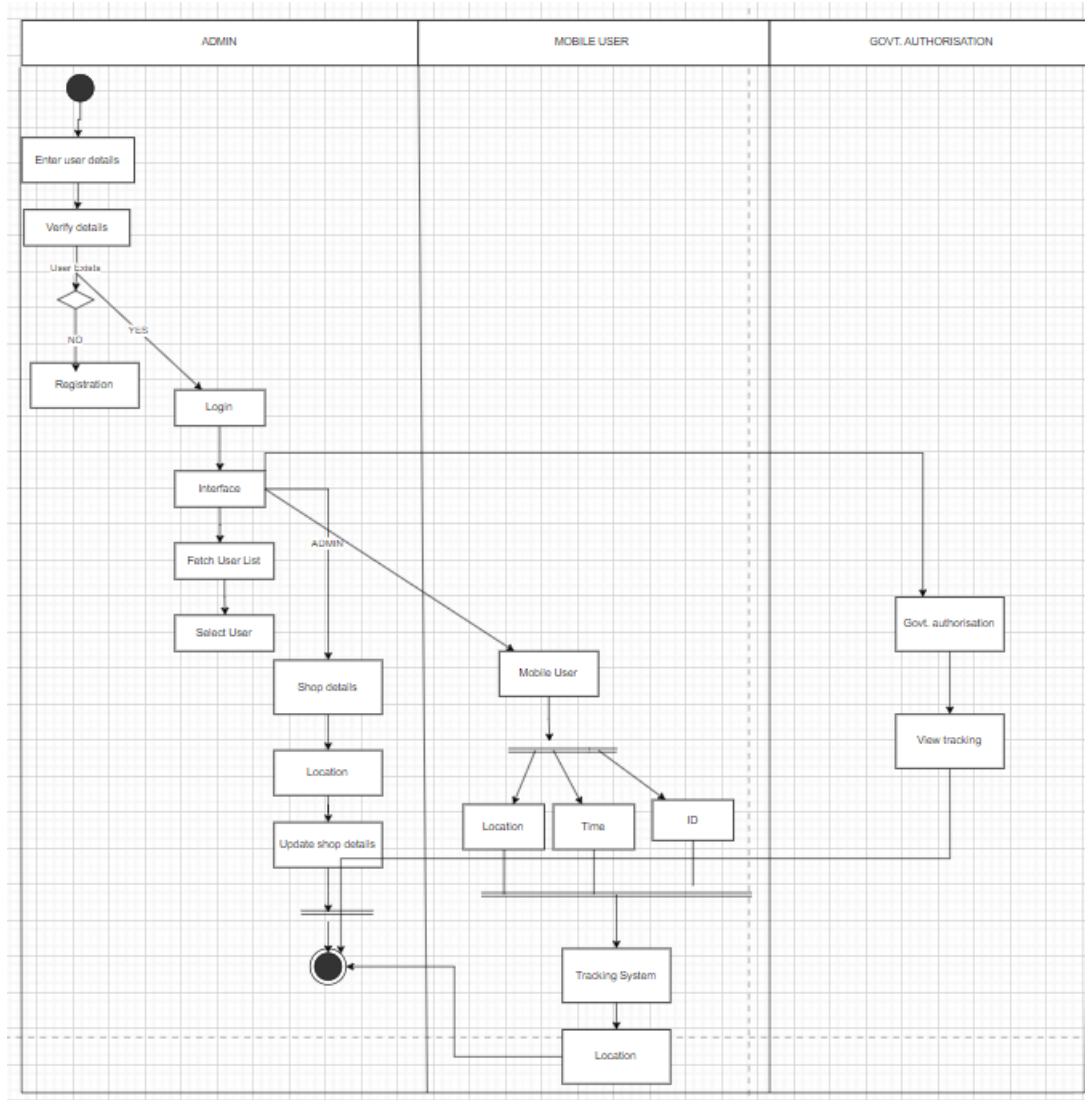 ADMIN
MOBILE USER
GOVT. AUTHORISATION
Enter user details
Verify details
User Exists
YES
NO
Registration
Login
Interface
ADMIN
Fetch User List
Select User
Govt. authorisation
Shop details
Mobile User
View tracking
Location
Location
Time
ID
Update shop details
Tracking System
Location